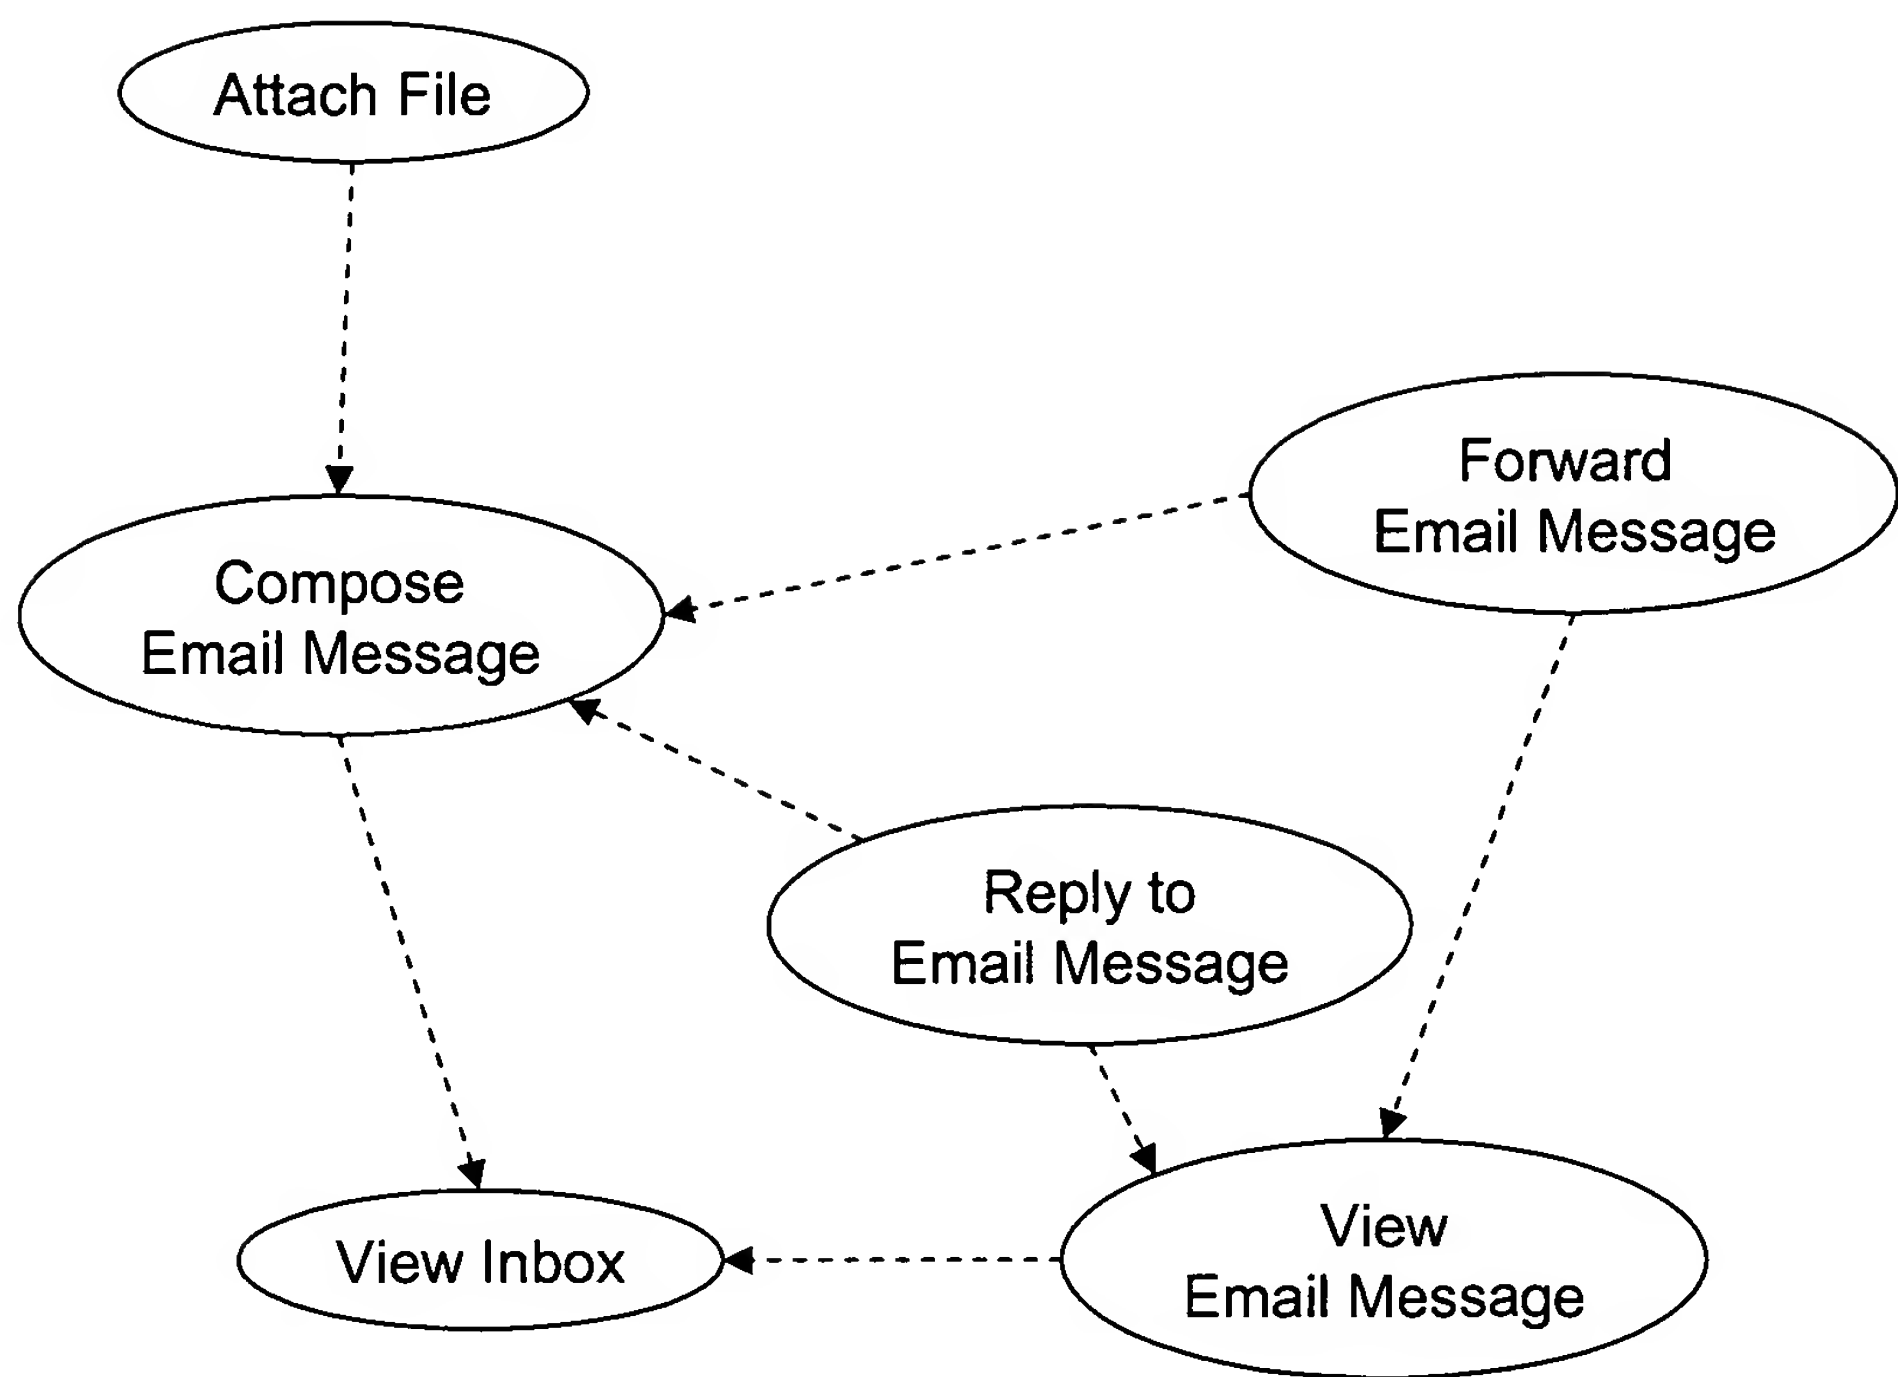 Attach File
Forward
Email Message
Compose
Email Message
Reply to
Email Message
View Inbox
View
Email Message